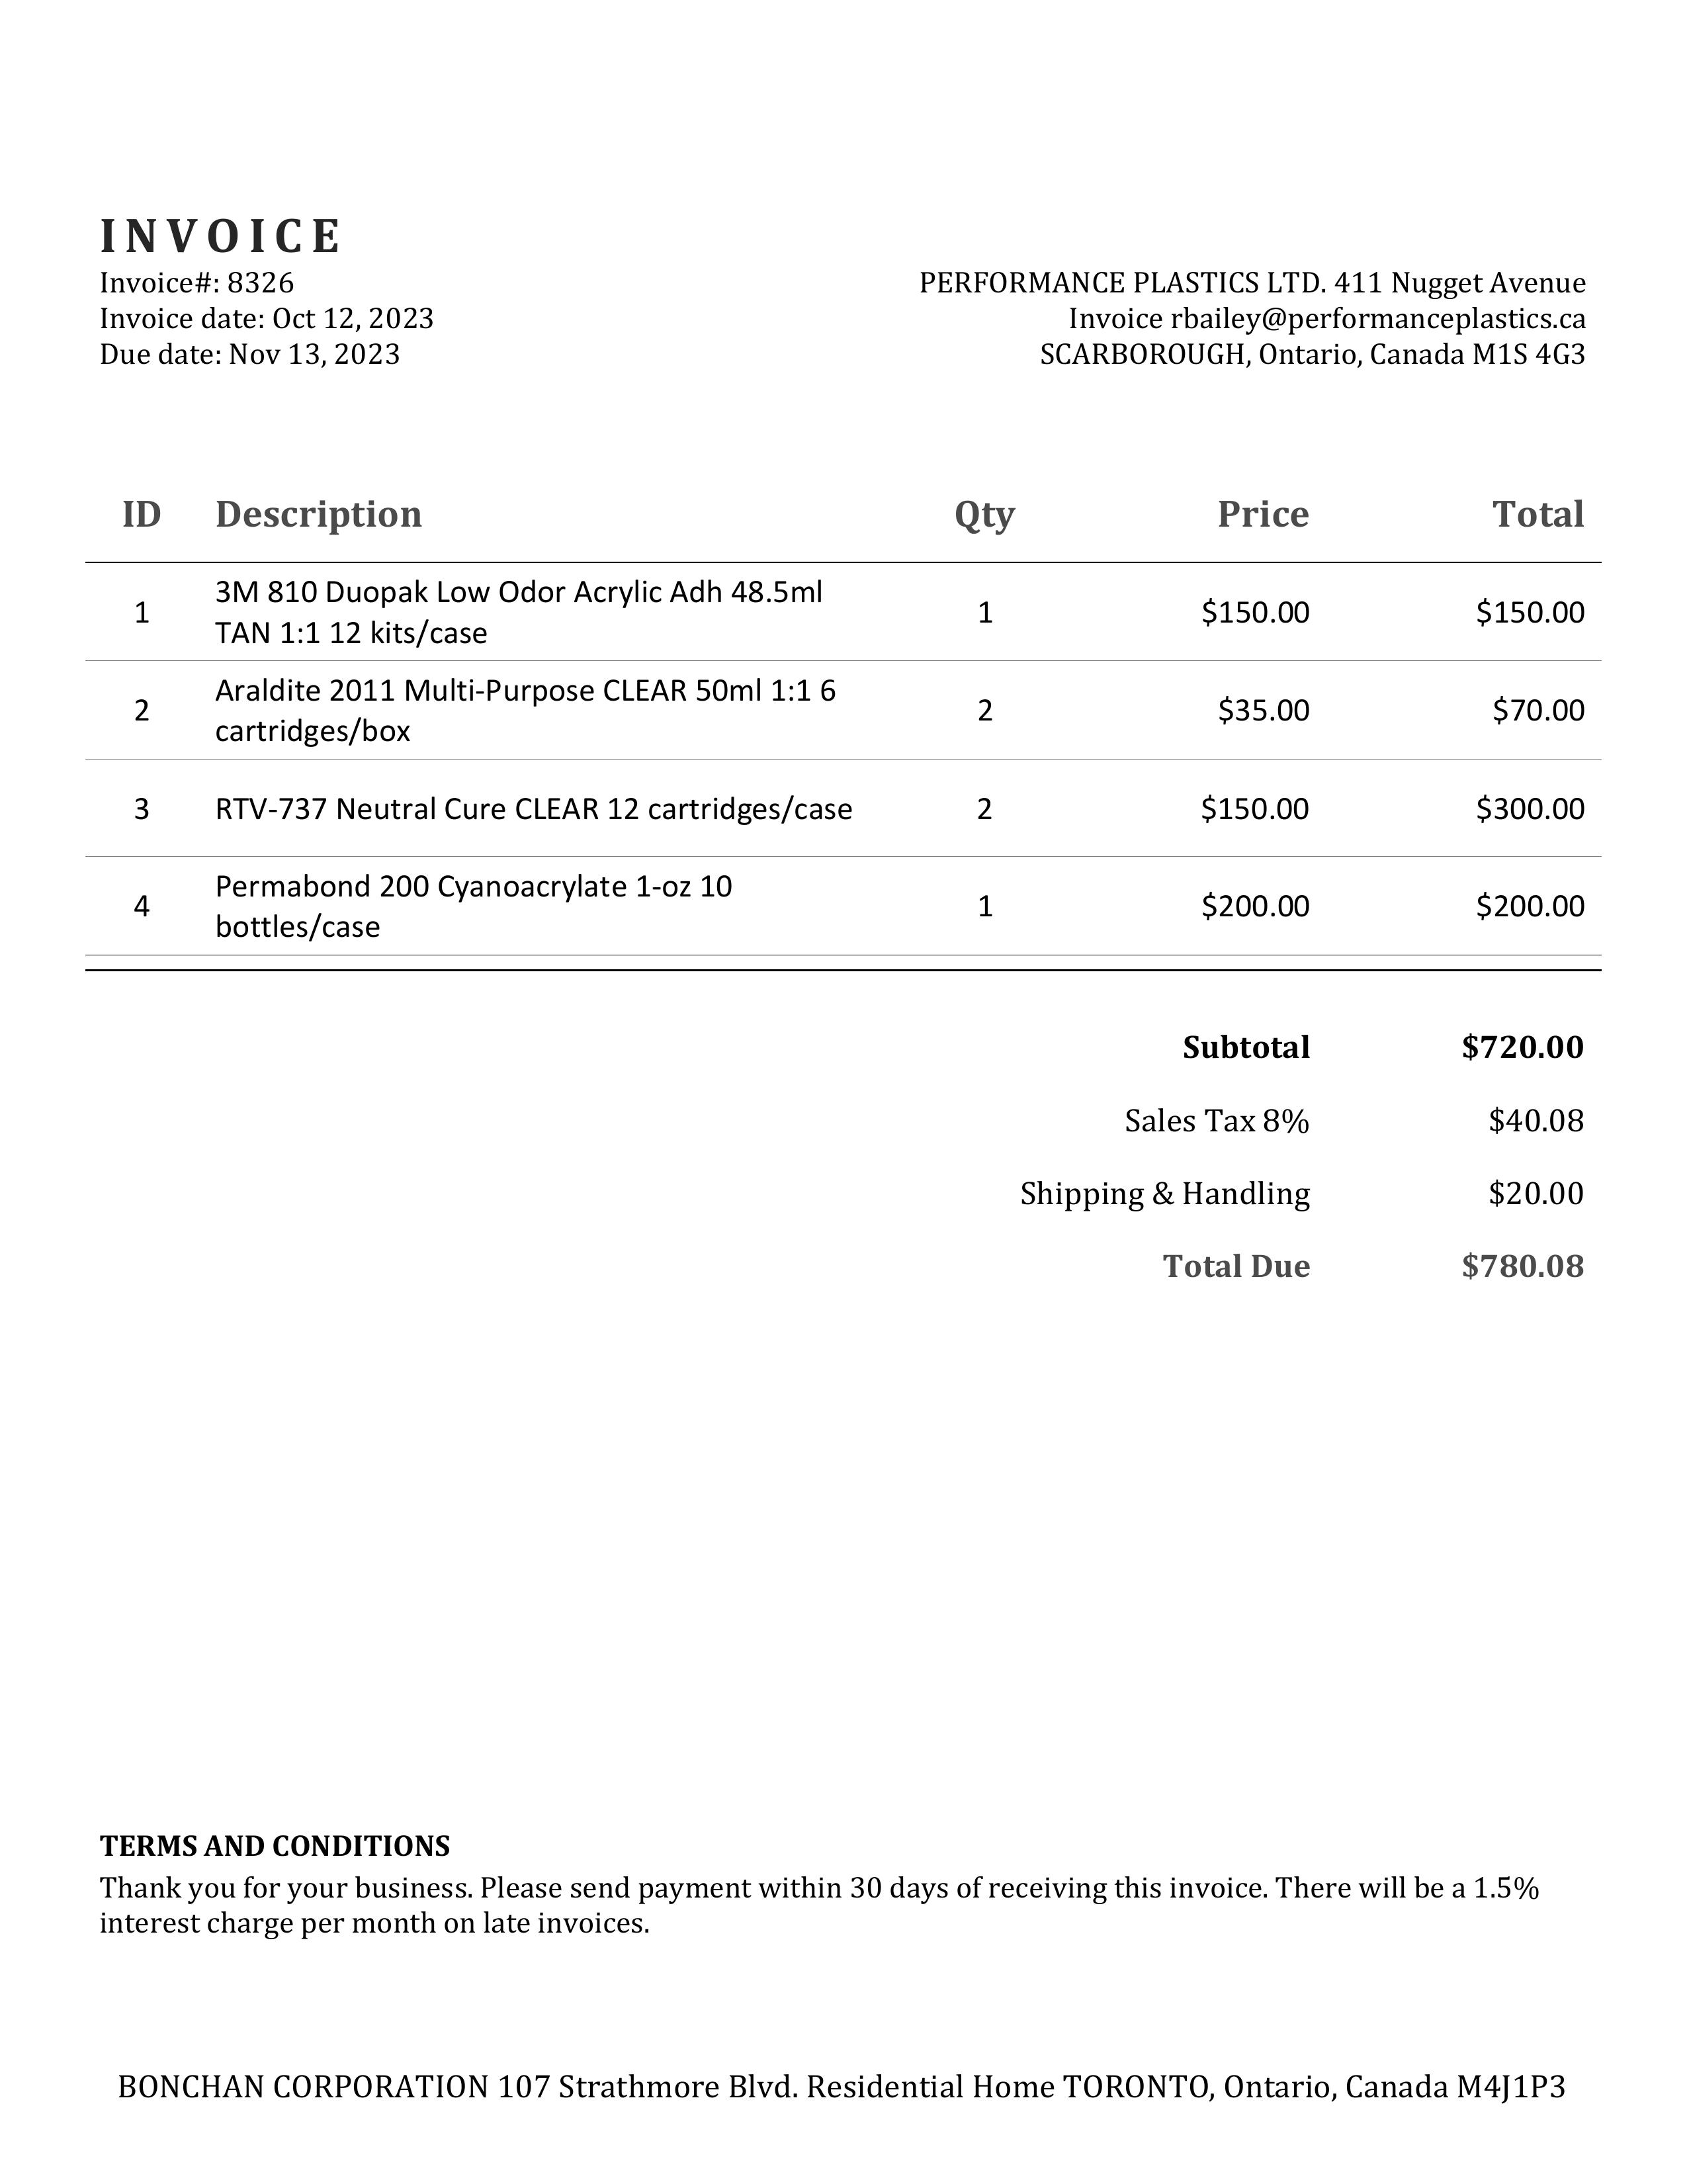 INVOICE
Invoice#: 8326
Invoice date: Oct 12, 2023
Due date: Nov 13, 2023
PERFORMANCE PLASTICS LTD. 411 Nugget Avenue
Invoice rbailey@performanceplastics.ca
SCARBOROUGH, Ontario, Canada M1S 4G3
ID Description Qty Price Total
1 3M 810 Duopak Low Odor Acrylic Adh 48.5ml
TAN 1:1 12 kits/case 1 $150.00 $150.00
2 Araldite 2011 Multi-Purpose CLEAR 50ml 1:1 6
cartridges/box 2 $35.00 $70.00
3 RTV-737 Neutral Cure CLEAR 12 cartridges/case 2 $150.00 $300.00
4 Permabond 200 Cyanoacrylate 1-oz 10
bottles/case 1 $200.00 $200.00
Subtotal $720.00
Sales Tax 8% $40.08
Shipping & Handling $20.00
Total Due $780.08
TERMS AND CONDITIONS
Thank you for your business. Please send payment within 30 days of receiving this invoice. There will be a 1.5%
interest charge per month on late invoices.
BONCHAN CORPORATION 107 Strathmore Blvd. Residential Home TORONTO, Ontario, Canada M4J1P3